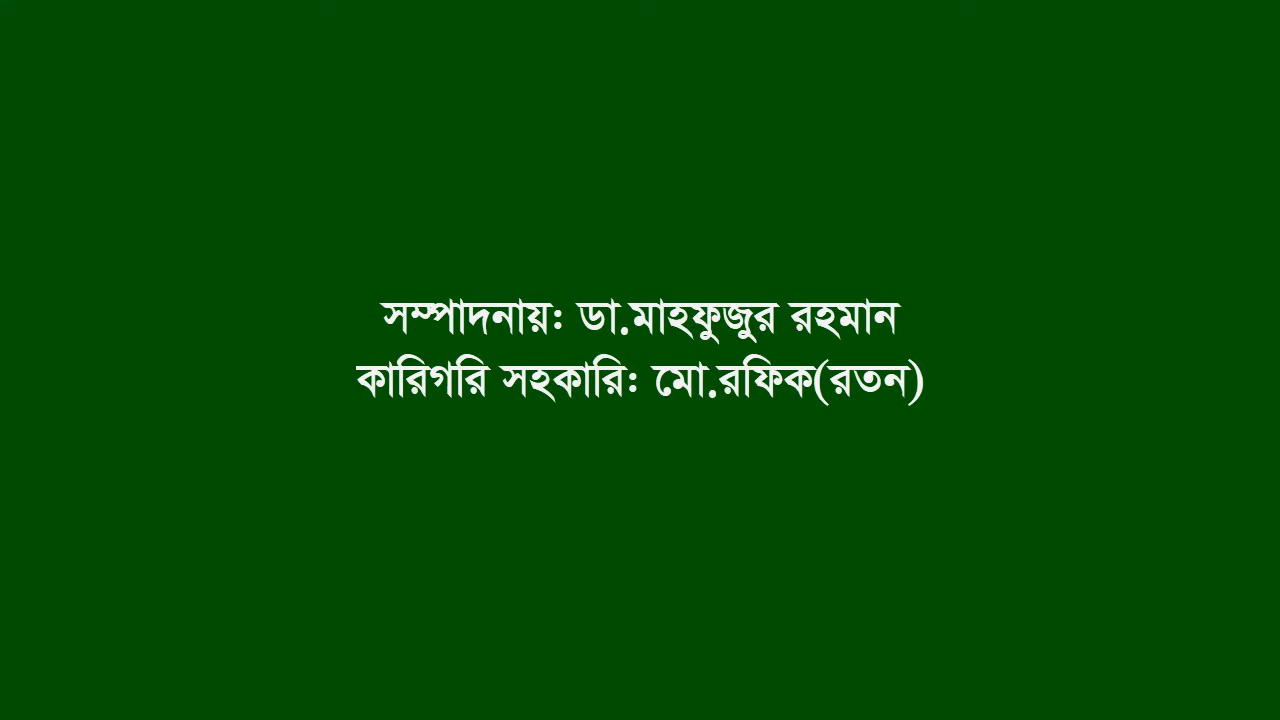 সম্পাদনায়ঃ ডা.মাহফুজুর রহমান
কারিগরি সহকারিঃ মো.রফিক(রতন)